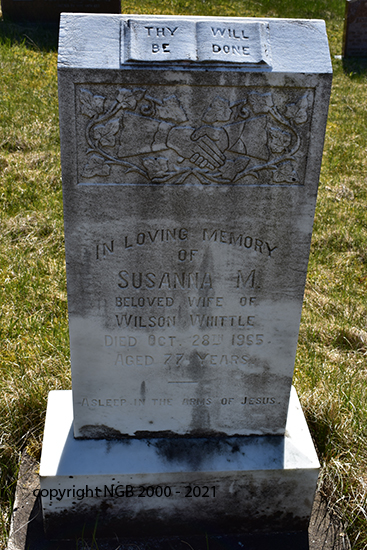 THY WILL
BE DONE
IN LOVING MEMORY
OF
SUSANNA M.
BELOVED WIFE OF
WILSON WHITTLE
DIED OCT. 28TH 1955.
AGED 77 YEARS.
ASLEEP IN THE ARMS OF JESUS.
copyright NGB 2000 - 2021